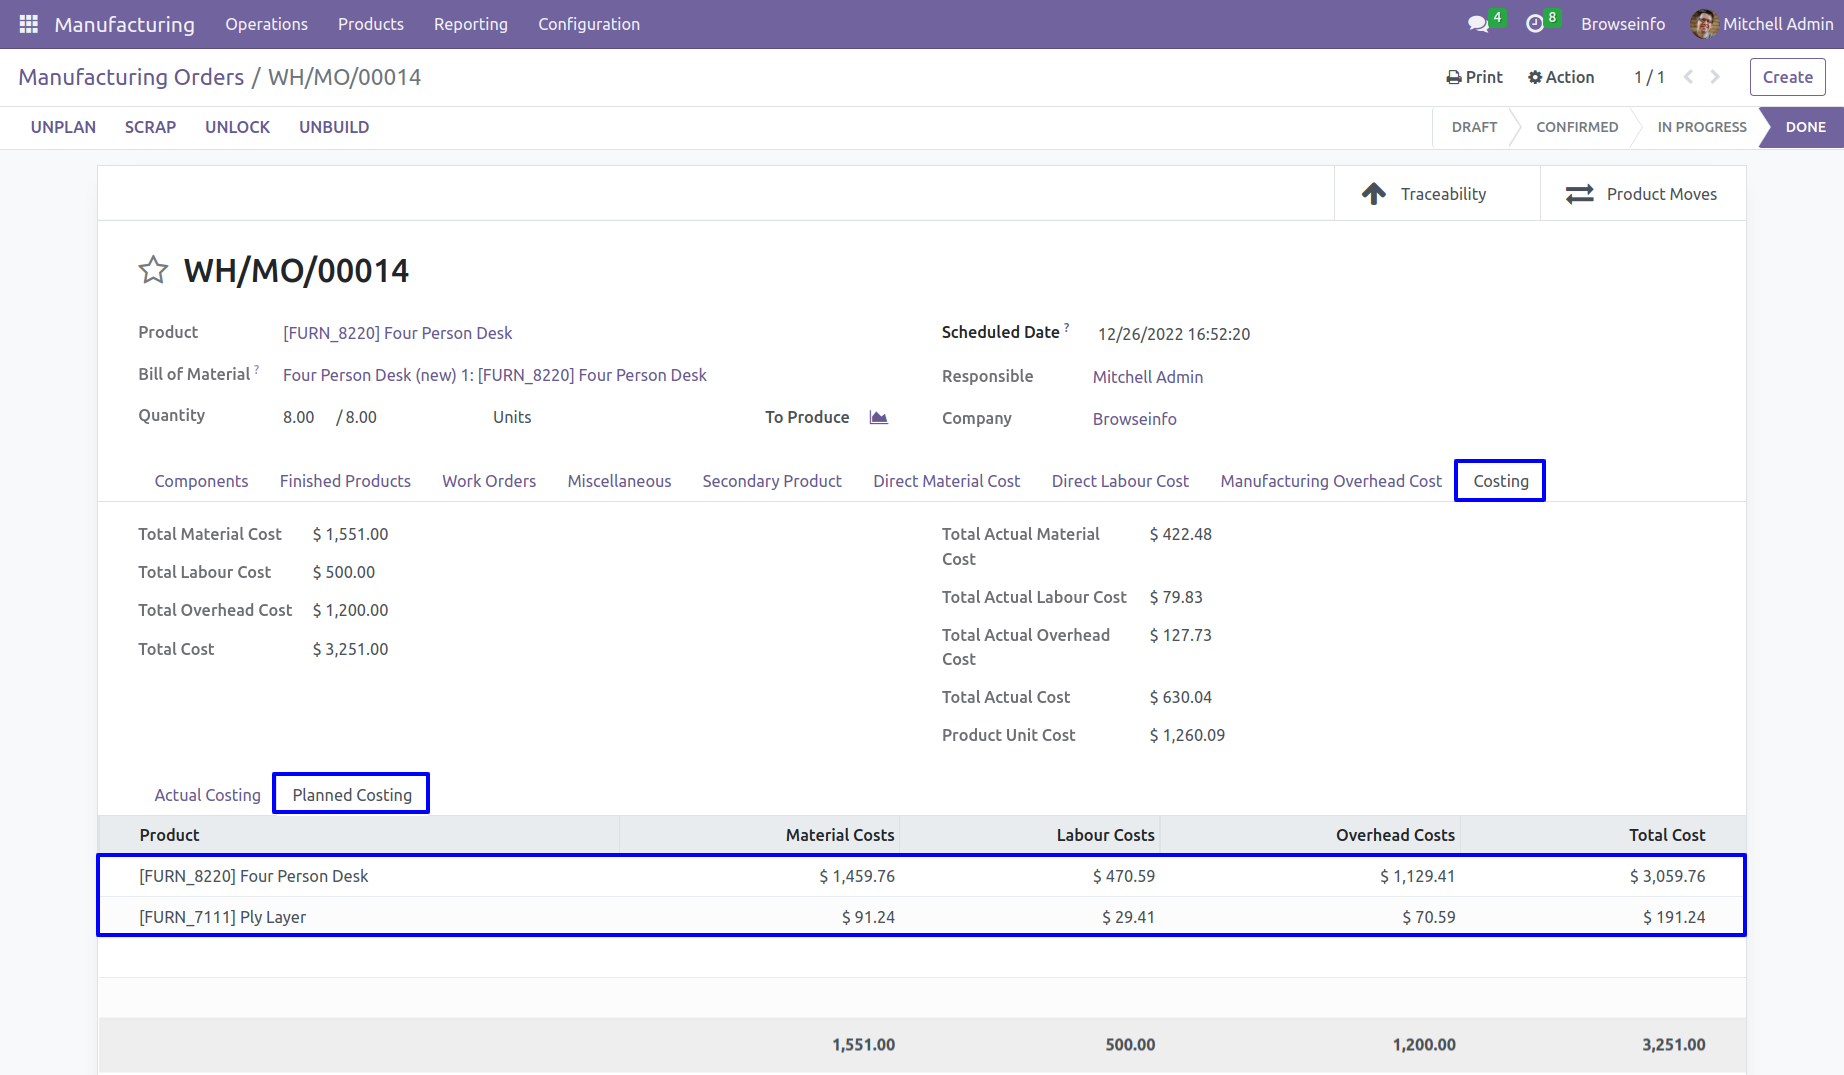 Manufacturing Operations Products Reporting Configuration 4 8 Browseinfo Mitchell Admin
Manufacturing Orders / WH/MO/00014 Print Action 1 / 1 Create
UNPLAN SCRAP UNLOCK UNBUILD DRAFT CONFIRMED IN PROGRESS DONE
Traceability Product Moves
WH/MO/00014
Product [FURN_8220] Four Person Desk Scheduled Date ? 12/26/2022 16:52:20
Bill of Material ? Four Person Desk (new) 1: [FURN_8220] Four Person Desk Responsible Mitchell Admin
Quantity 8.00 / 8.00 Units To Produce Company Browseinfo
Components Finished Products Work Orders Miscellaneous Secondary Product Direct Material Cost Direct Labour Cost Manufacturing Overhead Cost Costing
Total Material Cost $ 1,551.00
Total Labour Cost $ 500.00
Total Overhead Cost $ 1,200.00
Total Cost $ 3,251.00
Total Actual Material $ 422.48
Cost
Total Actual Labour Cost $ 79.83
Total Actual Overhead $ 127.73
Cost
Total Actual Cost $ 630.04
Product Unit Cost $ 1,260.09
Actual Costing Planned Costing
Product Material Costs Labour Costs Overhead Costs Total Cost
[FURN_8220] Four Person Desk $ 1,459.76 $ 470.59 $ 1,129.41 $ 3,059.76
[FURN_7111] Ply Layer $ 91.24 $ 29.41 $ 70.59 $ 191.24
1,551.00 500.00 1,200.00 3,251.00